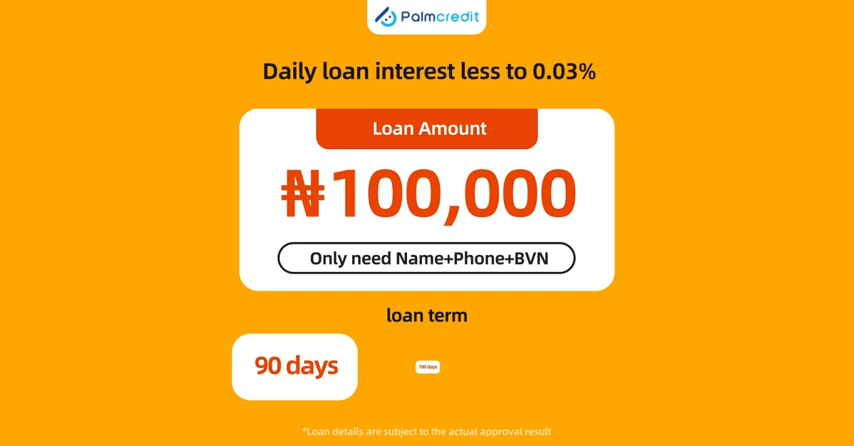 Palmcredit
Daily loan interest less to 0.03%
Loan Amount
₦100,000
Only need Name+Phone+BVN
loan term
90 days
180 days
*Loan details are subject to the actual approval result